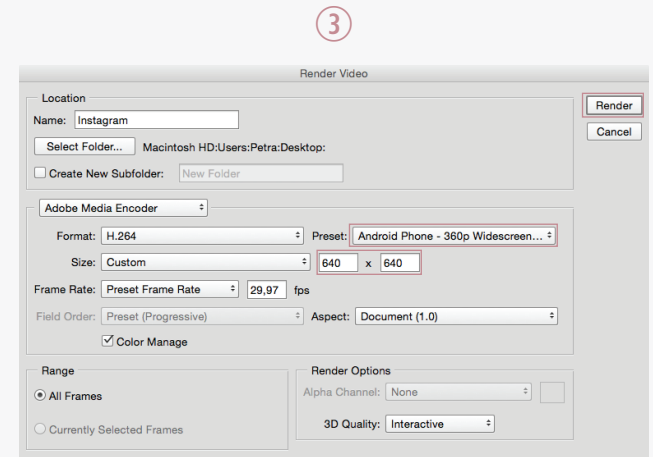 3
Render Video
Location
Name: Instagram
Render
Select Folder... Macintosh HD:Users:Petra:Desktop:
Cancel
Create New Subfolder: New Folder
Adobe Media Encoder
Format: H.264 Preset: Android Phone - 360p Widescreen...
Size: Custom 640 x 640
Frame Rate: Preset Frame Rate 29,97 fps
Field Order: Preset (Progressive) Aspect: Document (1.0)
Color Manage
Range
Render Options
All Frames
Alpha Channel: None
Currently Selected Frames
3D Quality: Interactive